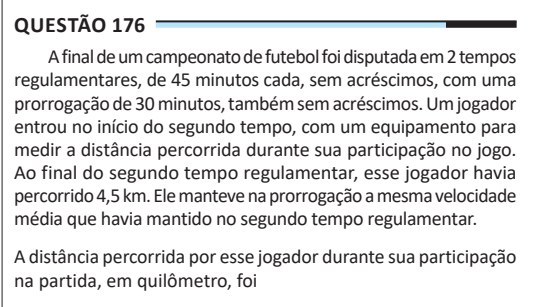 QUESTÃO 176
A final de um campeonato de futebol foi disputada em 2 tempos
regulamentares, de 45 minutos cada, sem acréscimos, com uma
prorrogação de 30 minutos, também sem acréscimos. Um jogador
entrou no início do segundo tempo, com um equipamento para
medir a distância percorrida durante sua participação no jogo.
Ao final do segundo tempo regulamentar, esse jogador havia
percorrido 4,5 km. Ele manteve na prorrogação a mesma velocidade
média que havia mantido no segundo tempo regulamentar.
A distância percorrida por esse jogador durante sua participação
na partida, em quilômetro, foi